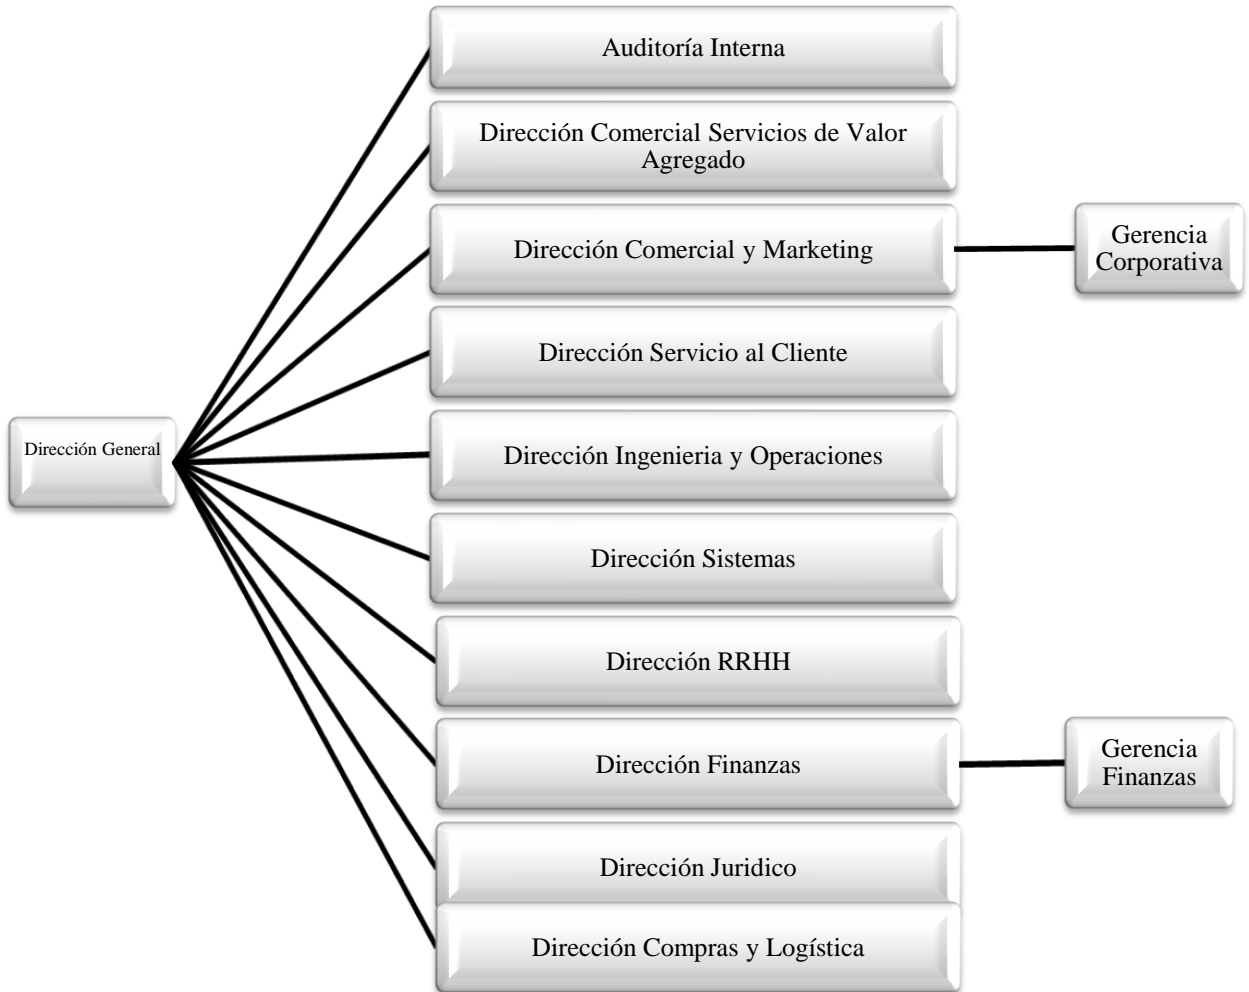 Auditoría Interna
Dirección Comercial Servicios de Valor
Agregado
Dirección Comercial y Marketing
Gerencia
Corporativa
Dirección Servicio al Cliente
Dirección General
Dirección Ingenieria y Operaciones
Dirección Sistemas
Dirección RRHH
Dirección Finanzas
Gerencia
Finanzas
Dirección Juridico
Dirección Compras y Logística